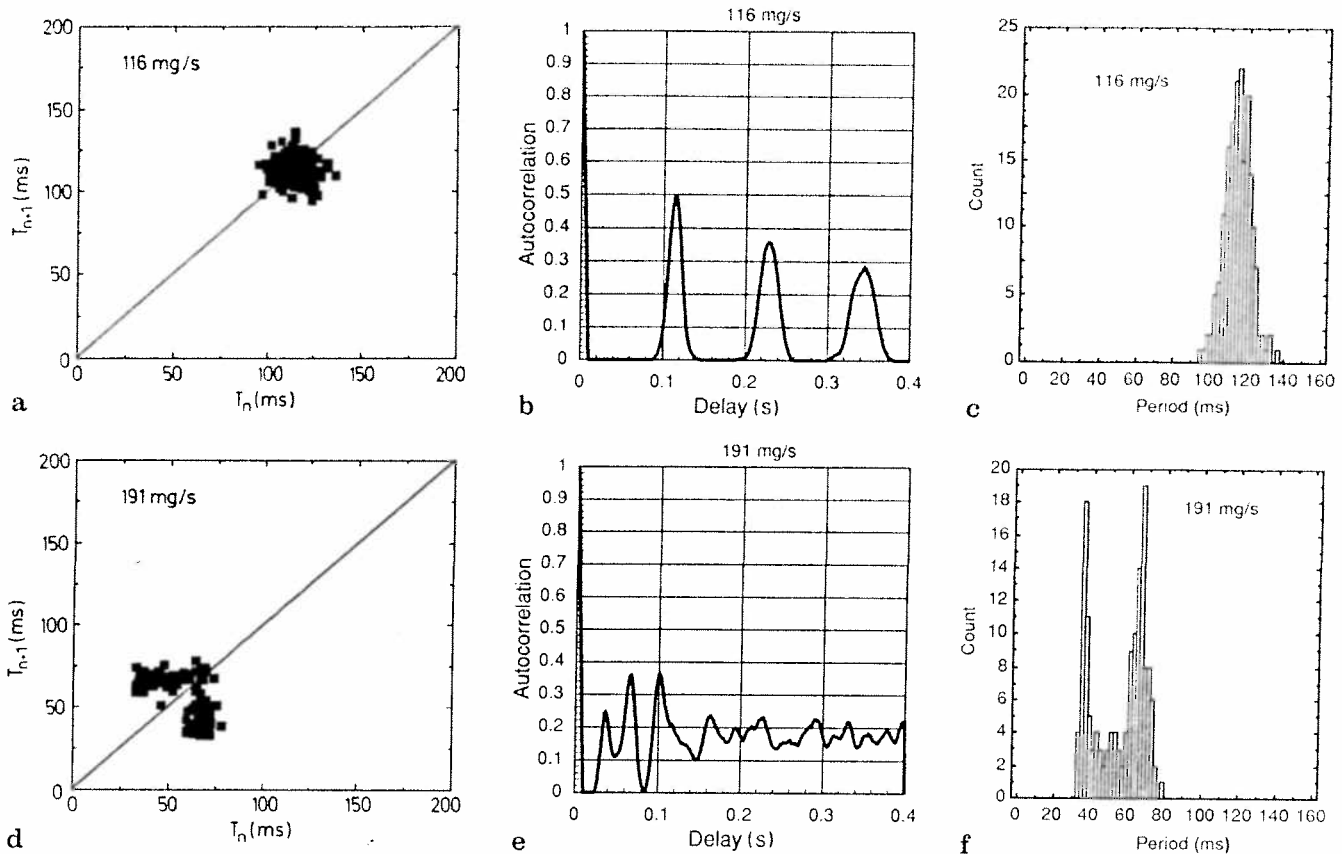 200
150
100
50
0
T_{n+1} (ms)
116 mg/s
0 50 100 150 200
T_n (ms)
a
116 mg/s
1
0.9
0.8
0.7
0.6
0.5
0.4
0.3
0.2
0.1
0
Autocorrelation
0 0.1 0.2 0.3 0.4
Delay (s)
b
25
20
15
10
5
0
Count
116 mg/s
0 20 40 60 80 100 120 140 160
Period (ms)
c
200
150
100
50
0
T_{n+1} (ms)
191 mg/s
0 50 100 150 200
T_n (ms)
d
191 mg/s
1
0.9
0.8
0.7
0.6
0.5
0.4
0.3
0.2
0.1
0
Autocorrelation
0 0.1 0.2 0.3 0.4
Delay (s)
e
20
18
16
14
12
10
8
6
4
2
0
Count
191 mg/s
0 20 40 60 80 100 120 140 160
Period (ms)
f